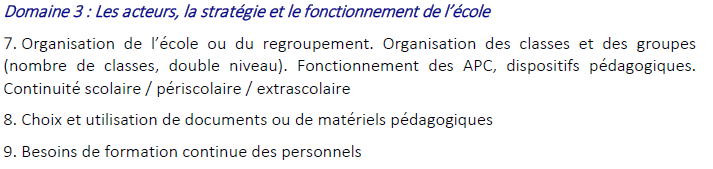 Domaine 3 : Les acteurs, la stratégie et le fonctionnement de l’école
7. Organisation de l’école ou du regroupement. Organisation des classes et des groupes
(nombre de classes, double niveau). Fonctionnement des APC, dispositifs pédagogiques.
Continuité scolaire / périscolaire / extrascolaire
8. Choix et utilisation de documents ou de matériels pédagogiques
9. Besoins de formation continue des personnels